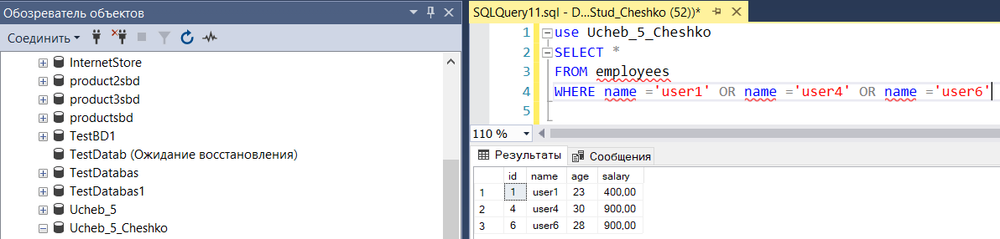 Обозреватель объектов
Соединить
InternetStore
product2sbd
product3sbd
productsbd
TestBD1
TestDatab (Ожидание восстановления)
TestDatabas
TestDatabas1
Ucheb_5
Ucheb_5_Cheshko
SQLQuery11.sql - D...Stud_Cheshko (52))*
1 use Ucheb_5_Cheshko
2 SELECT *
3 FROM employees
4 WHERE name ='user1' OR name ='user4' OR name ='user6'
5
110 %
Результаты Сообщения
id name age salary
1 1 user1 23 400,00
2 4 user4 30 900,00
3 6 user6 28 900,00